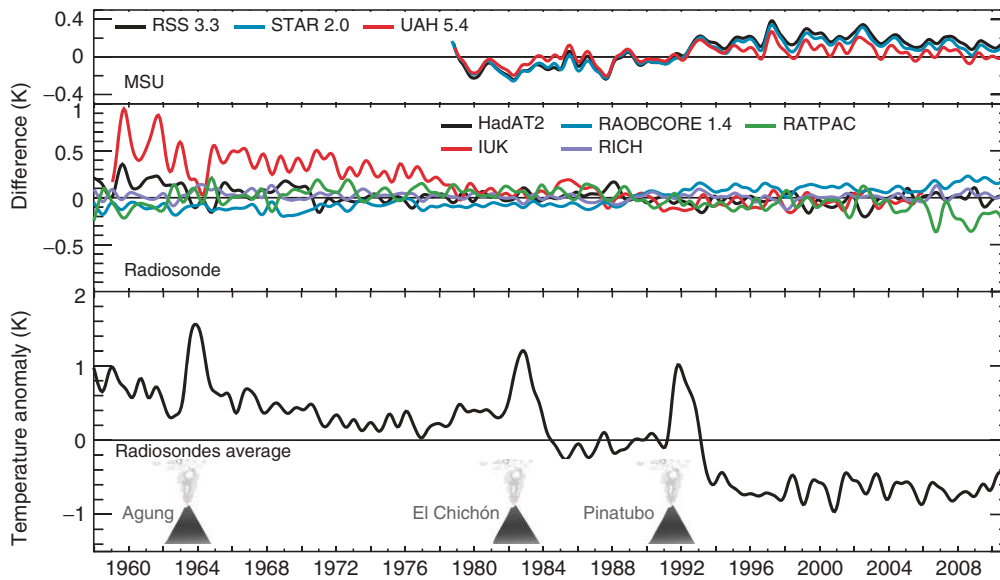 0.4
RSS 3.3 STAR 2.0 UAH 5.4
0
MSU
−0.4
1
HadAT2 RAOBCORE 1.4 RATPAC
IUK RICH
0.5
0
−0.5
Radiosonde
Difference (K)
2
1
0
Radiosondes average
−1
Temperature anomaly (K)
Agung El Chichón Pinatubo
1960 1964 1968 1972 1976 1980 1984 1988 1992 1996 2000 2004 2008